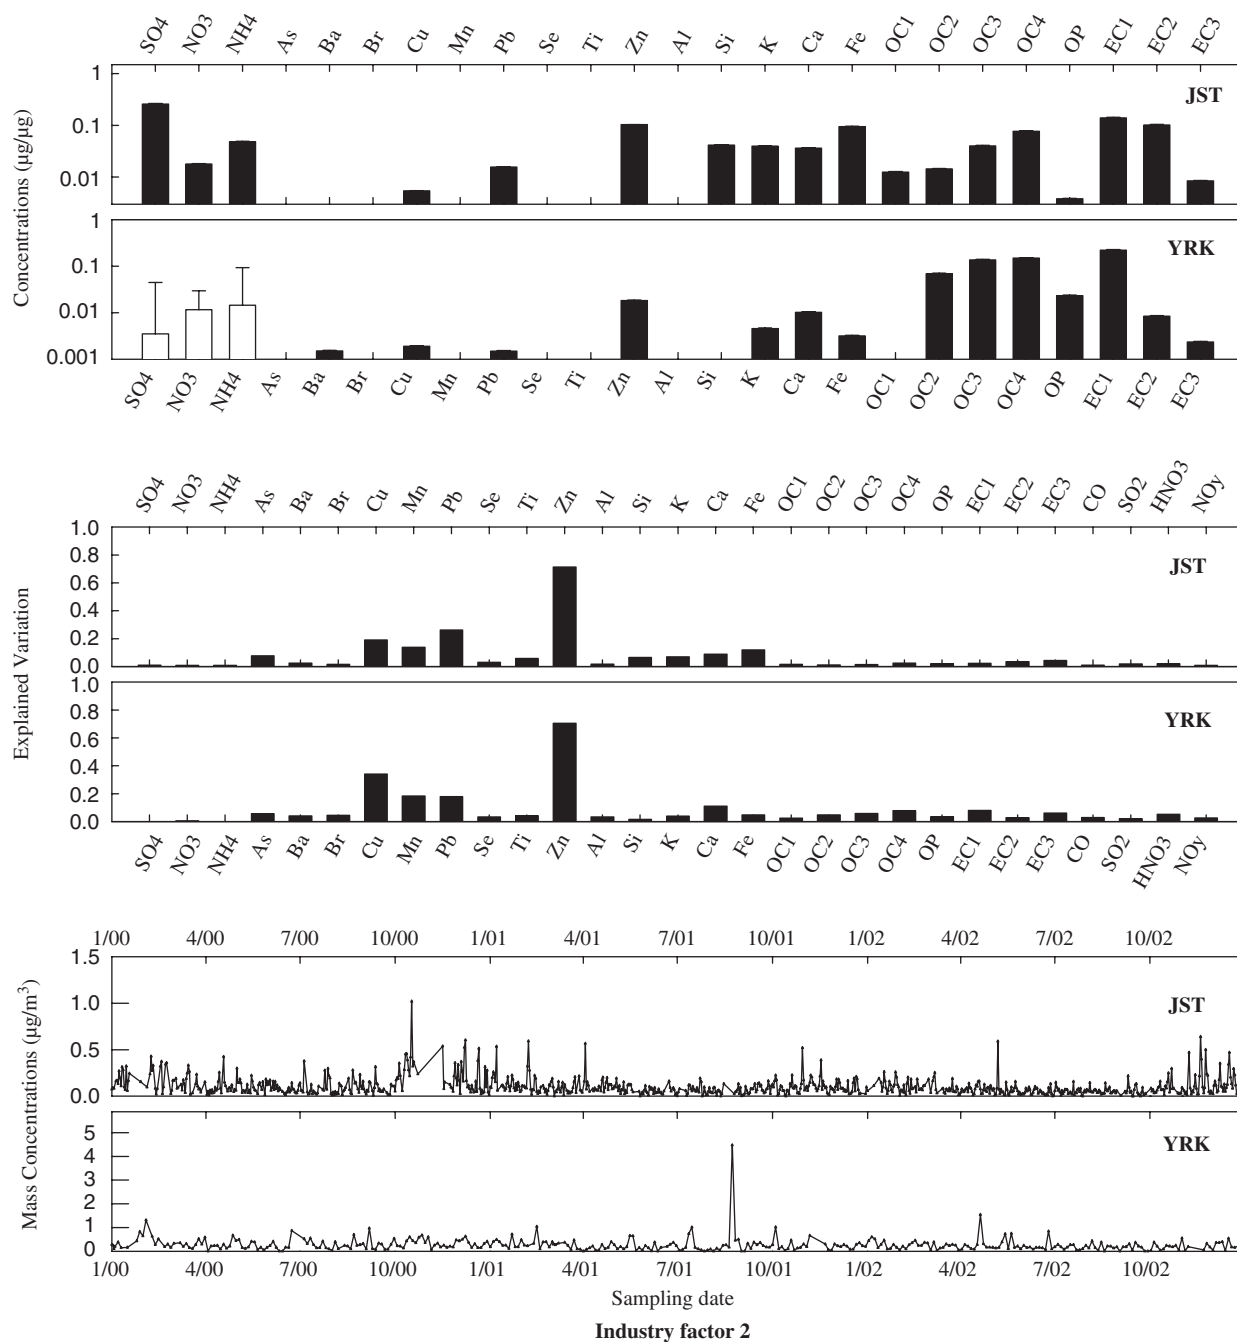 SO4 NO3 NH4 As Ba Br Cu Mn Pb Se Ti Zn Al Si K Ca Fe OC1 OC2 OC3 OC4 OP EC1 EC2 EC3
Concentrations (µg/µg)
1
0.1
0.01
JST
1
0.1
0.01
0.001
YRK
SO4 NO3 NH4 As Ba Br Cu Mn Pb Se Ti Zn Al Si K Ca Fe OC1 OC2 OC3 OC4 OP EC1 EC2 EC3
SO4 NO3 NH4 As Ba Br Cu Mn Pb Se Ti Zn Al Si K Ca Fe OC1 OC2 OC3 OC4 OP EC1 EC2 EC3 CO SO2 HNO3 NOy
Explained Variation
1.0
0.8
0.6
0.4
0.2
0.0
JST
1.0
0.8
0.6
0.4
0.2
0.0
YRK
SO4 NO3 NH4 As Ba Br Cu Mn Pb Se Ti Zn Al Si K Ca Fe OC1 OC2 OC3 OC4 OP EC1 EC2 EC3 CO SO2 HNO3 NOy
1/00 4/00 7/00 10/00 1/01 4/01 7/01 10/01 1/02 4/02 7/02 10/02
Mass Concentrations (µg/m³)
1.5
1.0
0.5
0.0
JST
5
4
3
2
1
0
YRK
1/00 4/00 7/00 10/00 1/01 4/01 7/01 10/01 1/02 4/02 7/02 10/02
Sampling date
Industry factor 2